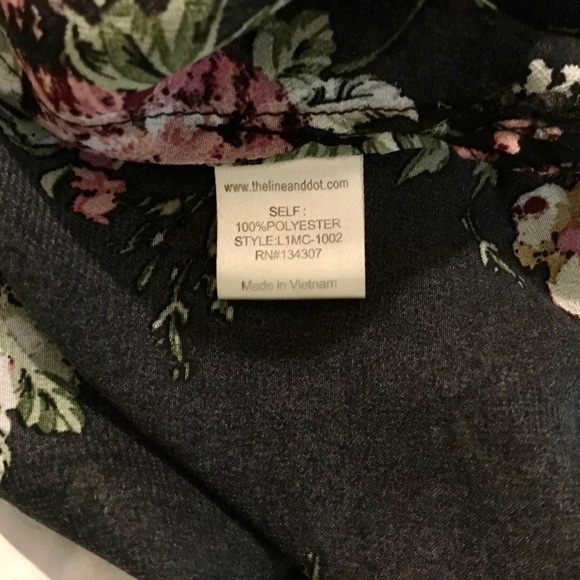 www.thelineanddot.com
SELF :
100%POLYESTER
STYLE:L1MC-1002
RN#134307
Made in Vietnam